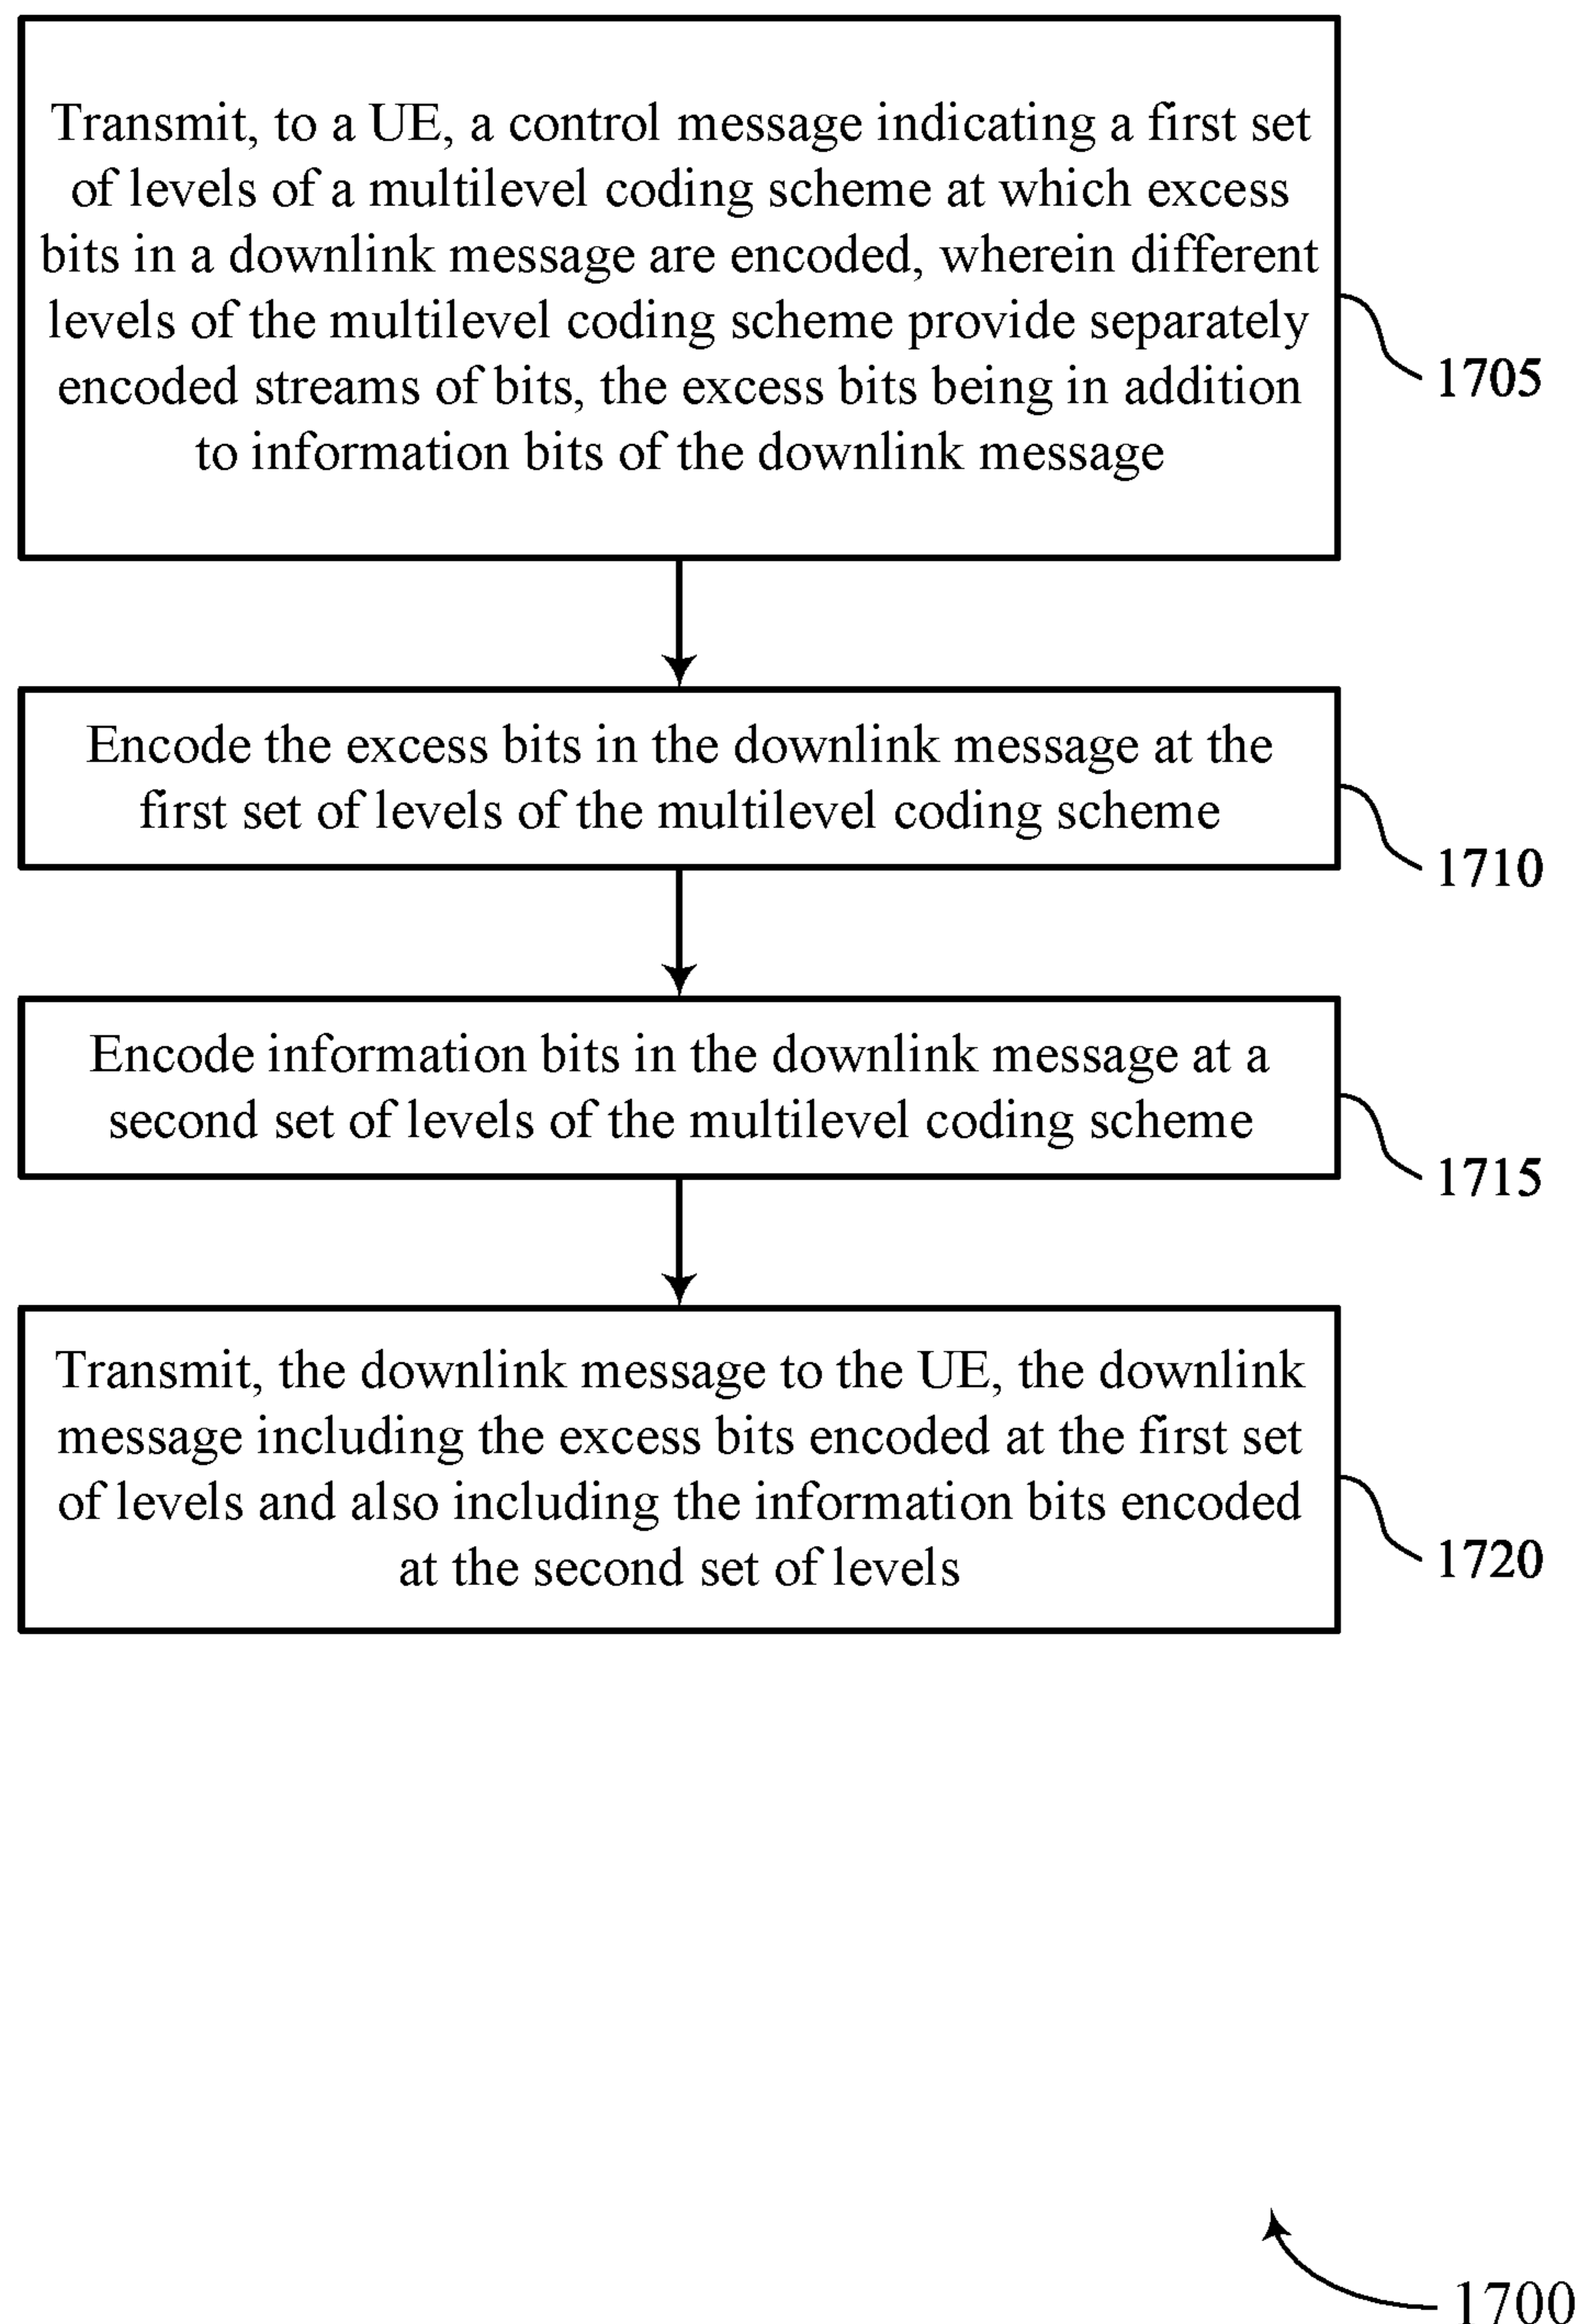 Transmit, to a UE, a control message indicating a first set
of levels of a multilevel coding scheme at which excess
bits in a downlink message are encoded, wherein different
levels of the multilevel coding scheme provide separately
encoded streams of bits, the excess bits being in addition
to information bits of the downlink message
1705
Encode the excess bits in the downlink message at the
first set of levels of the multilevel coding scheme
1710
Encode information bits in the downlink message at a
second set of levels of the multilevel coding scheme
1715
Transmit, the downlink message to the UE, the downlink
message including the excess bits encoded at the first set
of levels and also including the information bits encoded
at the second set of levels
1720
1700